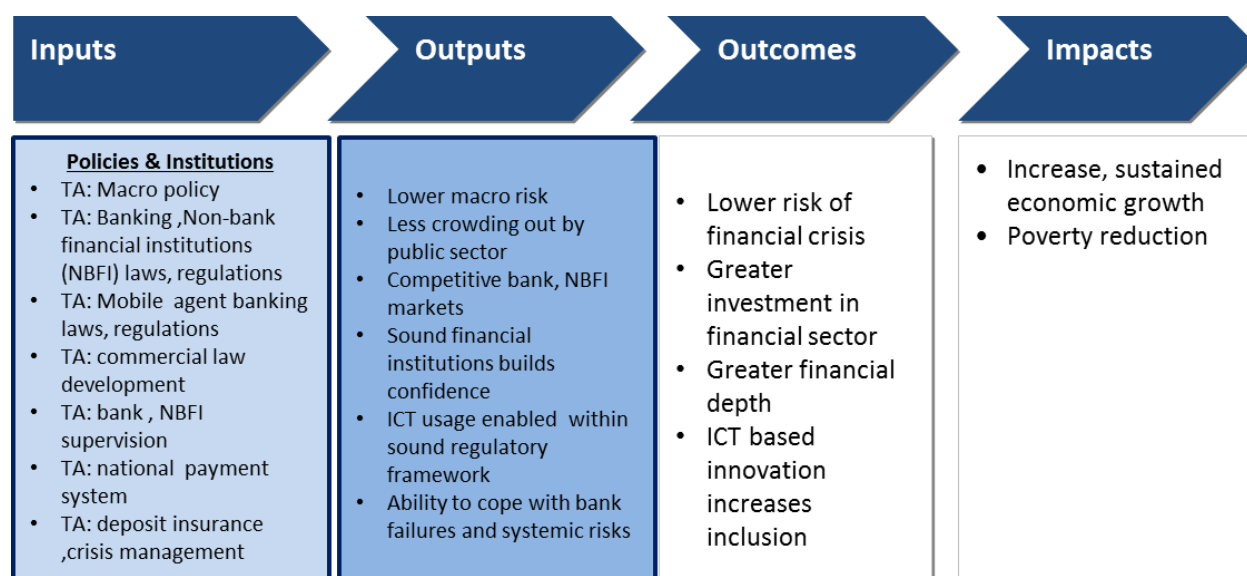 Inputs
Outputs
Outcomes
Impacts
Policies & Institutions
• TA: Macro policy
• TA: Banking ,Non-bank
financial institutions
(NBFI) laws, regulations
• TA: Mobile agent banking
laws, regulations
• TA: commercial law
development
• TA: bank , NBFI
supervision
• TA: national payment
system
• TA: deposit insurance
,crisis management
• Lower macro risk
• Less crowding out by
public sector
• Competitive bank, NBFI
markets
• Sound financial
institutions builds
confidence
• ICT usage enabled within
sound regulatory
framework
• Ability to cope with bank
failures and systemic risks
• Lower risk of
financial crisis
• Greater
investment in
financial sector
• Greater financial
depth
• ICT based
innovation
increases
inclusion
• Increase, sustained
economic growth
• Poverty reduction